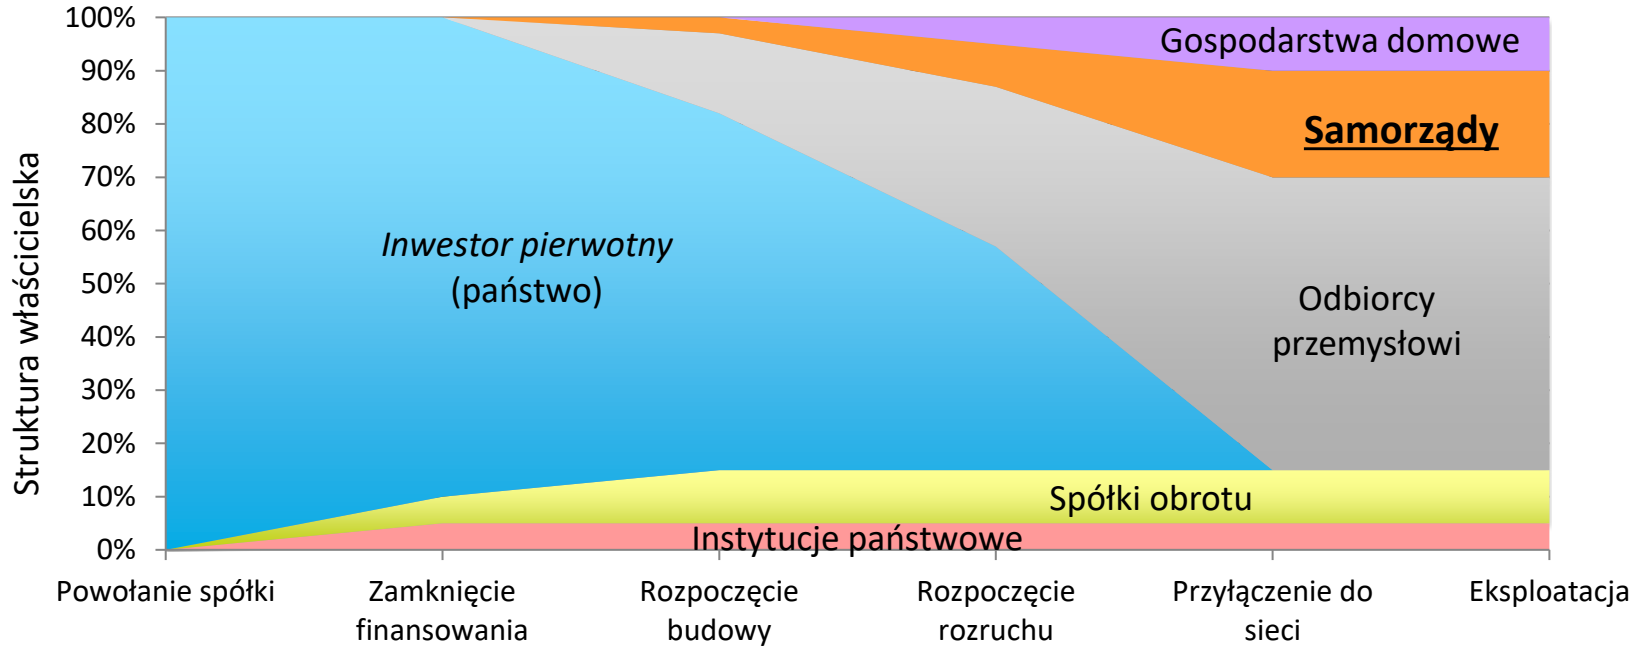 Struktura właścicielska
100%
90%
80%
70%
60%
50%
40%
30%
20%
10%
0%
Gospodarstwa domowe
Samorządy
Inwestor pierwotny
(państwo)
Odbiorcy
przemysłowi
Spółki obrotu
Instytucje państwowe
Powołanie spółki
Zamknięcie
finansowania
Rozpoczęcie
budowy
Rozpoczęcie
rozruchu
Przyłączenie do
sieci
Eksploatacja